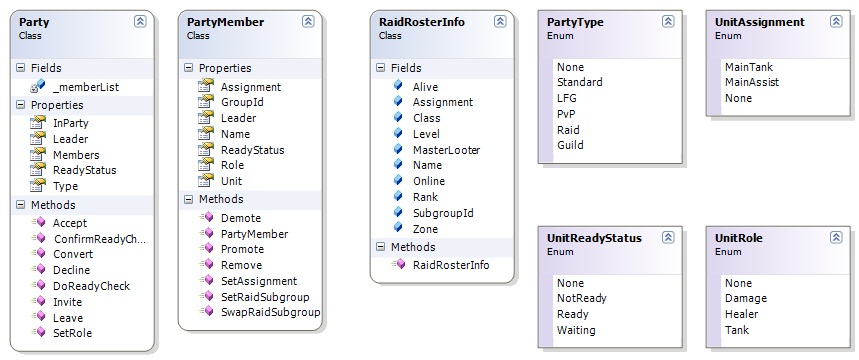 Party
Class
Fields
_memberList
Properties
InParty
Leader
Members
ReadyStatus
Type
Methods
Accept
ConfirmReadyCh...
Convert
Decline
DoReadyCheck
Invite
Leave
SetRole
PartyMember
Class
Properties
Assignment
GroupId
Leader
Name
ReadyStatus
Role
Unit
Methods
Demote
PartyMember
Promote
Remove
SetAssignment
SetRaidSubgroup
SwapRaidSubgroup
RaidRosterInfo
Class
Fields
Alive
Assignment
Class
Level
MasterLooter
Name
Online
Rank
SubgroupId
Zone
Methods
RaidRosterInfo
PartyType
Enum
None
Standard
LFG
PvP
Raid
Guild
UnitAssignment
Enum
MainTank
MainAssist
None
UnitReadyStatus
Enum
None
NotReady
Ready
Waiting
UnitRole
Enum
None
Damage
Healer
Tank